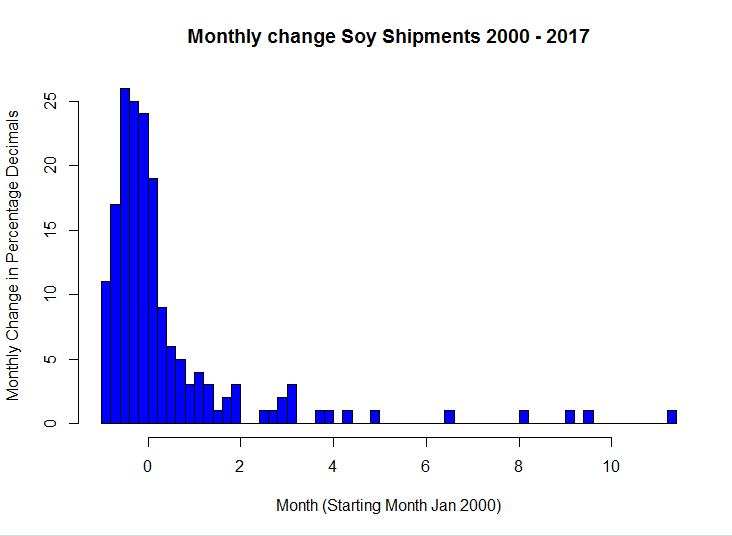 Monthly change Soy Shipments 2000 - 2017
Monthly Change in Percentage Decimals
25
20
15
10
5
0
0 2 4 6 8 10
Month (Starting Month Jan 2000)